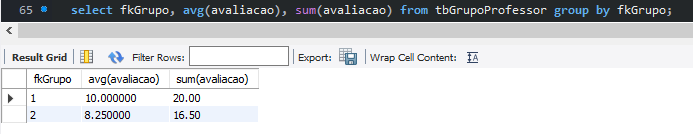 65 select fkGrupo, avg(avaliacao), sum(avaliacao) from tbGrupoProfessor group by fkGrupo;
Result Grid Filter Rows: Export: Wrap Cell Content: IA
fkGrupo avg(avaliacao) sum(avaliacao)
1 10.000000 20.00
2 8.250000 16.50